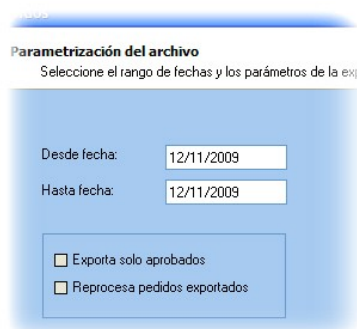 Parametrización del archivo
Seleccione el rango de fechas y los parámetros de la
Desde fecha: 12/11/2009
Hasta fecha: 12/11/2009
Exporta solo aprobados
Reprocesa pedidos exportados